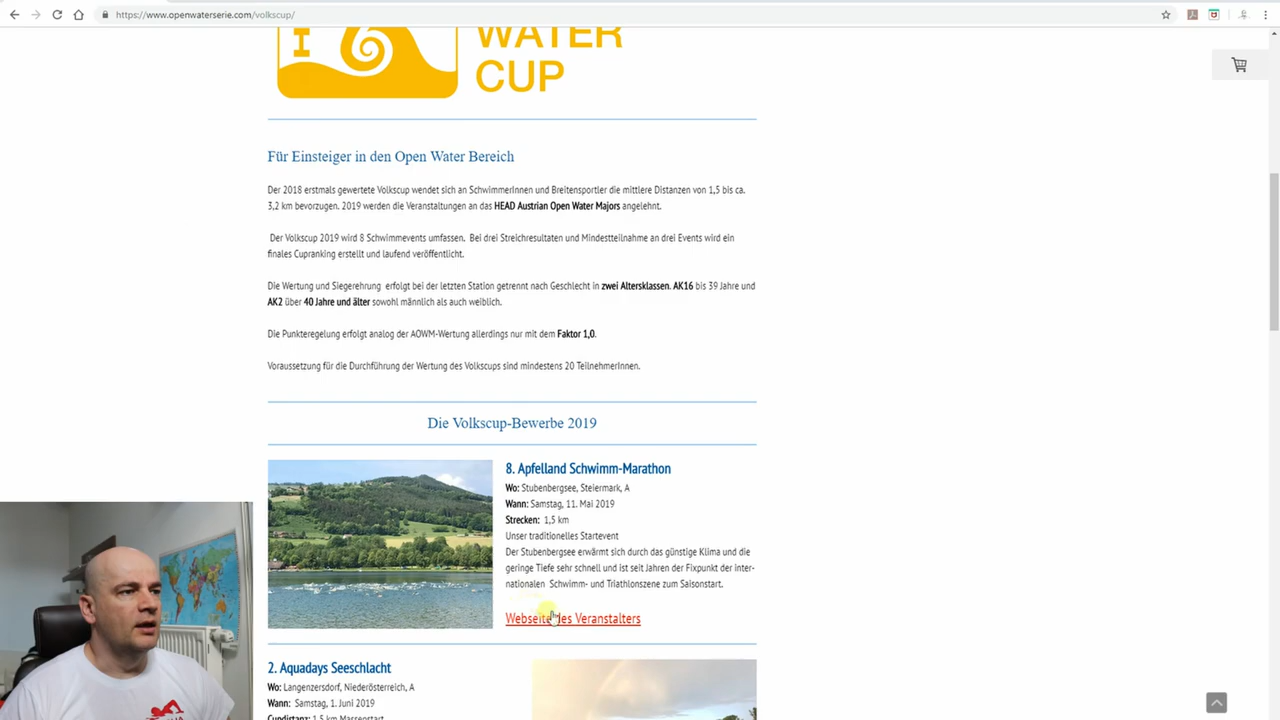 https://www.openwaterserie.com/volkscup/
WATER
CUP
Für Einsteiger in den Open Water Bereich
Der 2018 erstmals gewertete Volkscup wendet sich an SchwimmerInnen und Breitensportler die mittlere Distanzen von 1,5 bis ca.
3,2 km bevorzugen. 2019 werden die Veranstaltungen an das HEAD Austrian Open Water Majors angelehnt.
Der Volkscup 2019 wird 8 Schwimmevents umfassen. Bei drei Streichresultaten und Mindestteilnahme an drei Events wird ein
finales Cupranking erstellt und laufend veröffentlicht.
Die Wertung und Siegerehrung erfolgt bei der letzten Station getrennt nach Geschlecht in zwei Altersklassen. AK16 bis 39 Jahre und
AK2 über 40 Jahre und älter sowohl männlich als auch weiblich.
Die Punkteregelung erfolgt analog der AOWM-Wertung allerdings nur mit dem Faktor 1,0.
Voraussetzung für die Durchführung der Wertung des Volkscups sind mindestens 20 TeilnehmerInnen.
Die Volkscup-Bewerbe 2019
8. Apfelland Schwimm-Marathon
Wo: Stubenbergsee, Steiermark, A
Wann: Samstag, 11. Mai 2019
Strecken: 1,5 km
Unser traditionelles Startevent
Der Stubenbergsee erwärmt sich durch das günstige Klima und die
geringe Tiefe sehr schnell und ist seit Jahren der Fixpunkt der inter-
nationalen Schwimm- und Triathlonszene zum Saisonstart.
Webseite des Veranstalters
2. Aquadays Seeschlacht
Wo: Langenzersdorf, Niederösterreich, A
Wann: Samstag, 1. Juni 2019
Cupdistanz: 1,5 km Massenstart